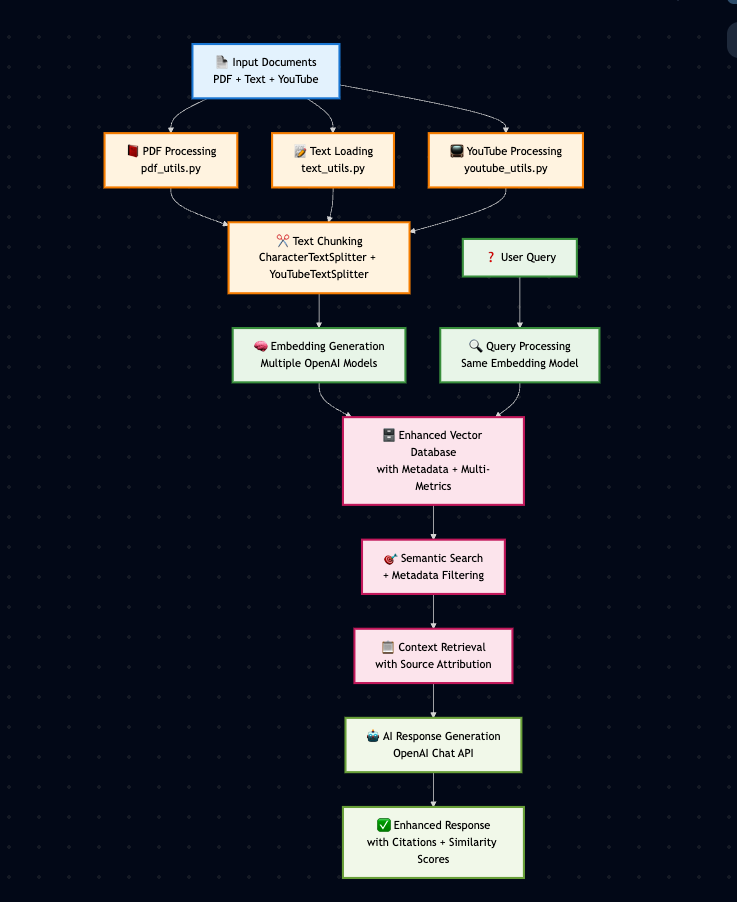 Input Documents
PDF + Text + YouTube
PDF Processing
pdf_utils.py
Text Loading
text_utils.py
YouTube Processing
youtube_utils.py
Text Chunking
CharacterTextSplitter +
YouTubeTextSplitter
❓ User Query
Embedding Generation
Multiple OpenAI Models
Query Processing
Same Embedding Model
Enhanced Vector
Database
with Metadata + Multi-
Metrics
Semantic Search
+ Metadata Filtering
Context Retrieval
with Source Attribution
AI Response Generation
OpenAI Chat API
Enhanced Response
with Citations + Similarity
Scores